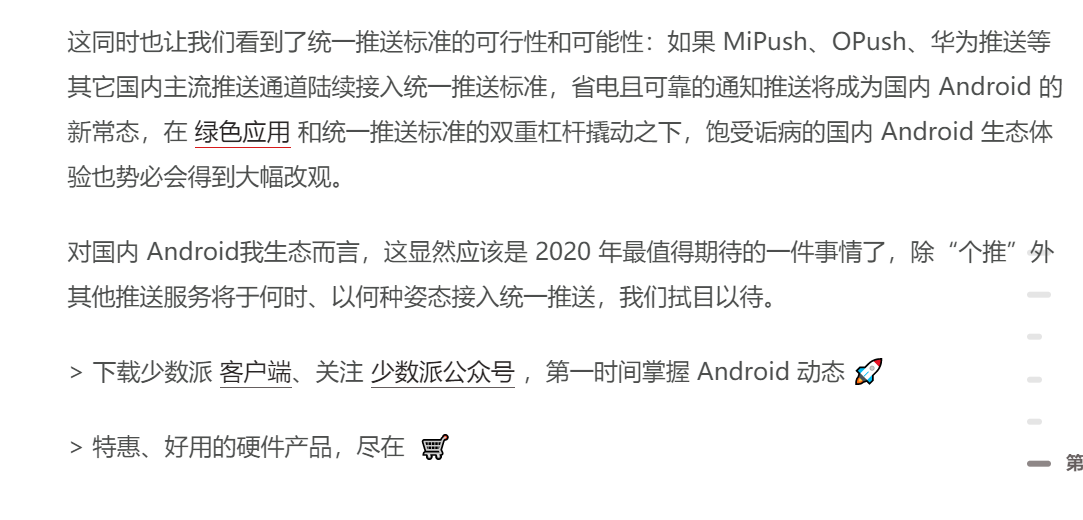 这同时也让我们看到了统一推送标准的可行性和可能性：如果 MiPush、OPush、华为推送等
其它国内主流推送通道陆续接入统一推送标准，省电且可靠的通知推送将成为国内 Android 的
新常态，在 绿色应用 和统一推送标准的双重杠杆撬动之下，饱受诟病的国内 Android 生态体
验也势必会得到大幅改观。
对国内 Android我生态而言，这显然应该是 2020 年最值得期待的一件事情了，除“个推”外
其他推送服务将于何时、以何种姿态接入统一推送，我们拭目以待。
> 下载少数派 客户端、关注 少数派公众号 ，第一时间掌握 Android 动态 🚀
> 特惠、好用的硬件产品，尽在 🛒
第